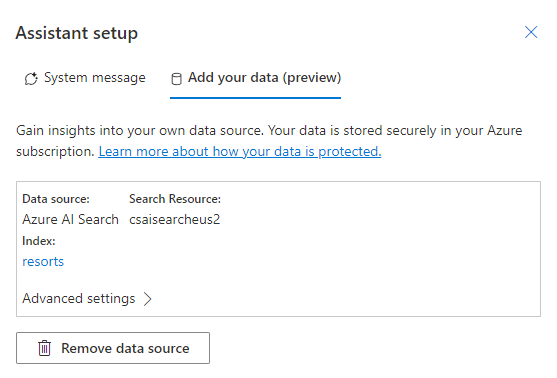 Assistant setup
System message
Add your data (preview)
Gain insights into your own data source. Your data is stored securely in your Azure
subscription. Learn more about how your data is protected.
Data source: Search Resource:
Azure AI Search csaisearcheus2
Index:
resorts
Advanced settings
Remove data source